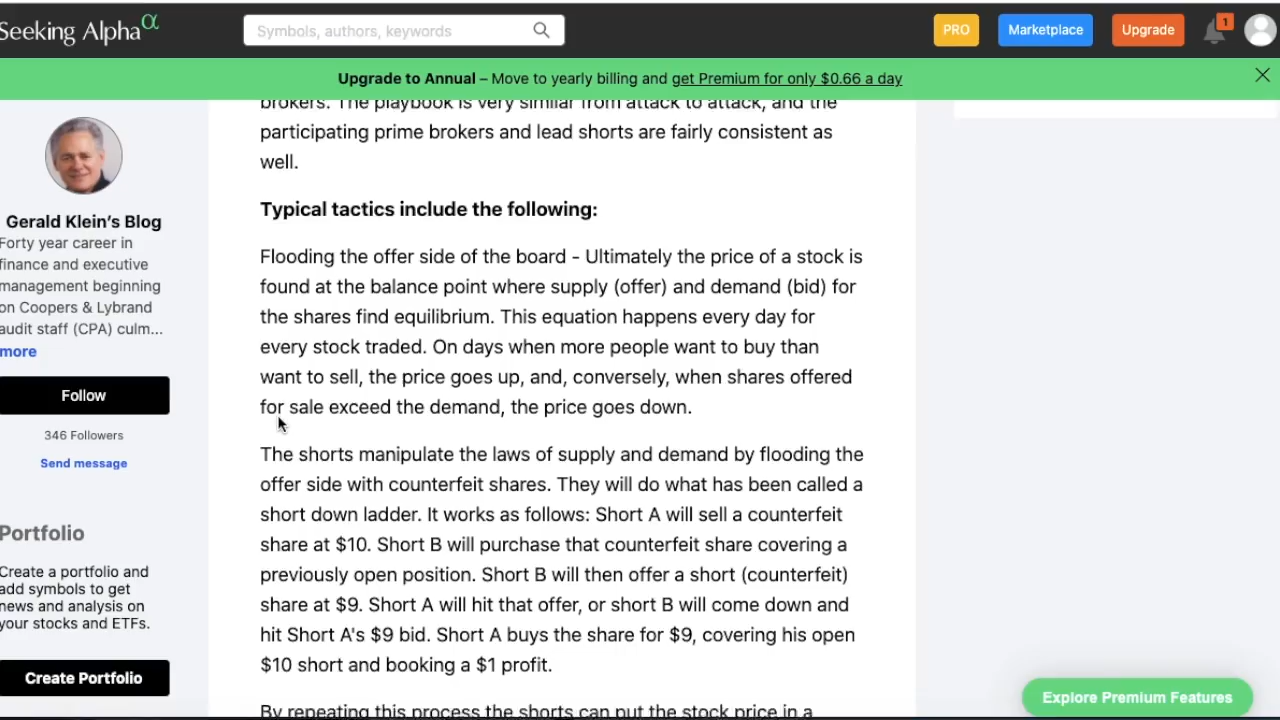 Seeking Alpha α
Symbols, authors, keywords
PRO
Marketplace
Upgrade
1
Upgrade to Annual – Move to yearly billing and get Premium for only $0.66 a day
Gerald Klein's Blog
Forty year career in
finance and executive
management beginning
on Coopers & Lybrand
audit staff (CPA) culm...
more
Follow
346 Followers
Send message
Portfolio
Create a portfolio and
add symbols to get
news and analysis on
your stocks and ETFs.
Create Portfolio
brokers. The playbook is very similar from attack to attack, and the
participating prime brokers and lead shorts are fairly consistent as
well.
Typical tactics include the following:
Flooding the offer side of the board - Ultimately the price of a stock is
found at the balance point where supply (offer) and demand (bid) for
the shares find equilibrium. This equation happens every day for
every stock traded. On days when more people want to buy than
want to sell, the price goes up, and, conversely, when shares offered
for sale exceed the demand, the price goes down.
The shorts manipulate the laws of supply and demand by flooding the
offer side with counterfeit shares. They will do what has been called a
short down ladder. It works as follows: Short A will sell a counterfeit
share at $10. Short B will purchase that counterfeit share covering a
previously open position. Short B will then offer a short (counterfeit)
share at $9. Short A will hit that offer, or short B will come down and
hit Short A's $9 bid. Short A buys the share for $9, covering his open
$10 short and booking a $1 profit.
By repeating this process the shorts can put the stock price in a
Explore Premium Features